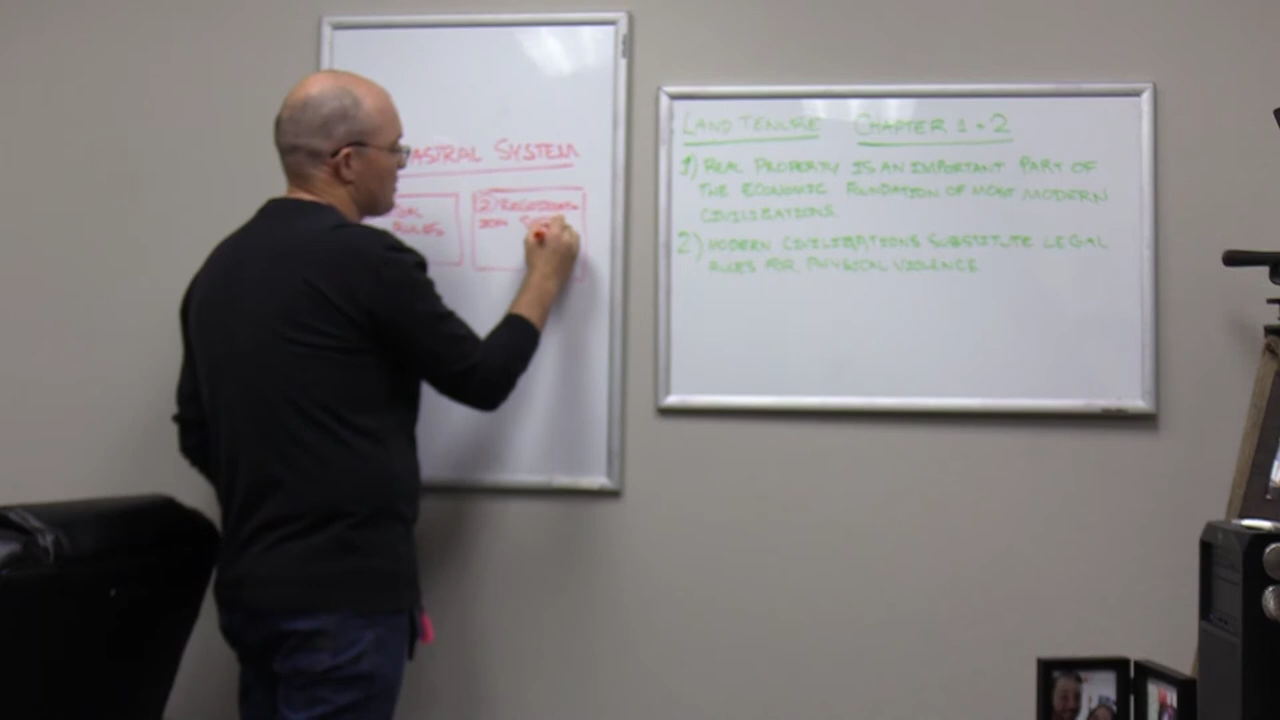 ASTRAL SYSTEM
RULES
2
LAND TENURE CHAPTER 1 + 2
1) REAL PROPERTY IS AN IMPORTANT PART OF
THE ECONOMIC FOUNDATION OF MOST MODERN
CIVILIZATIONS.
2) MODERN CIVILIZATIONS SUBSTITUTE LEGAL
RULES FOR PHYSICAL VIOLENCE